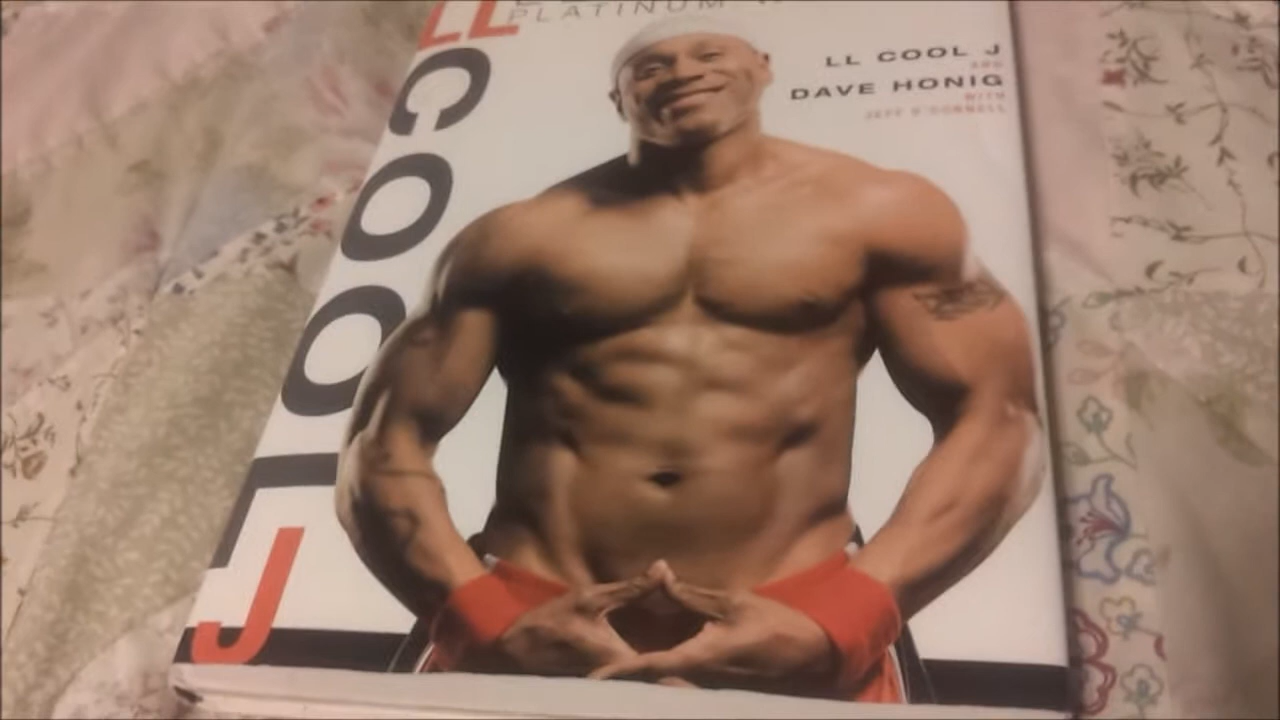 PLATINUM
LL COOL J
LL COOL J
AND
DAVE HONIG
WITH
JEFF O'CONNELL